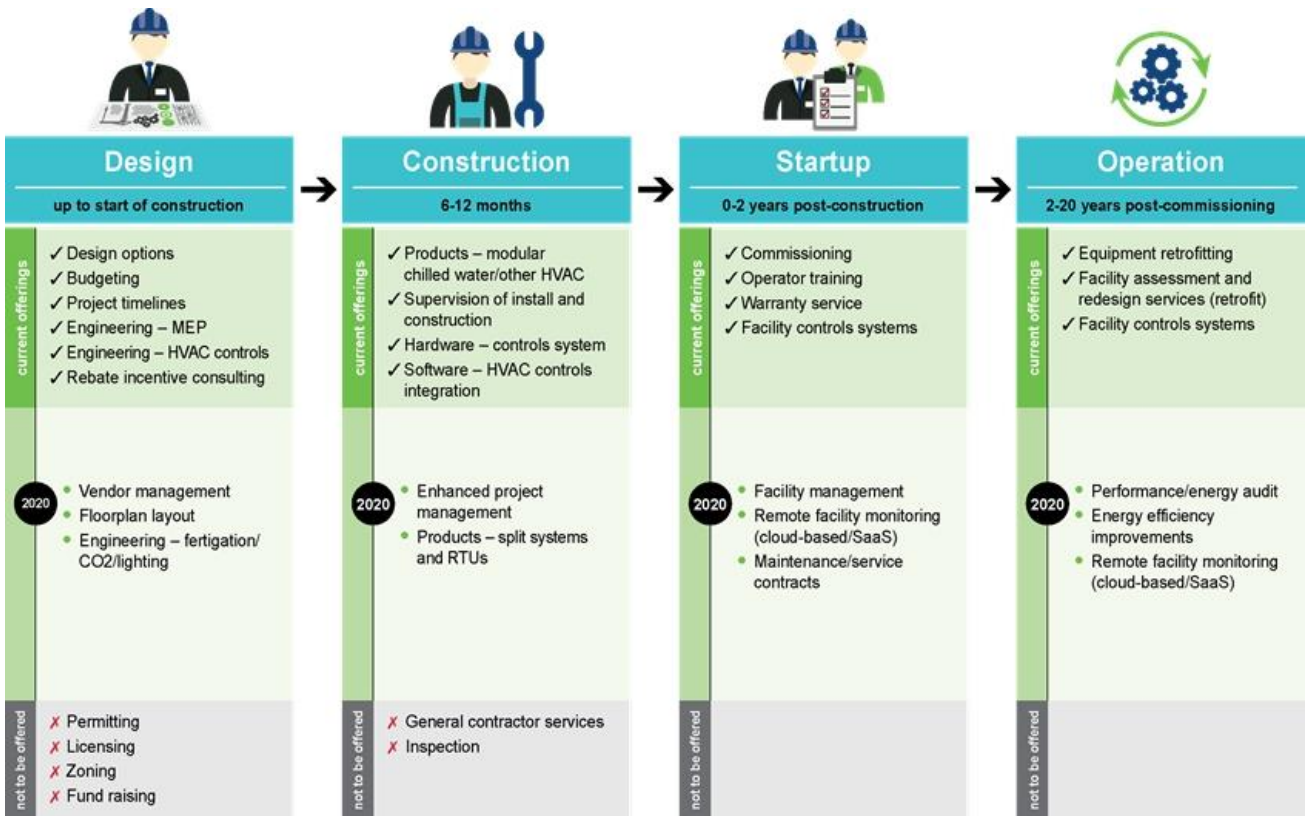 Design
up to start of construction
current offerings
✓ Design options
✓ Budgeting
✓ Project timelines
✓ Engineering – MEP
✓ Engineering – HVAC controls
✓ Rebate incentive consulting
2020
• Vendor management
• Floorplan layout
• Engineering – fertigation/
CO2/lighting
not to be offered
✗ Permitting
✗ Licensing
✗ Zoning
✗ Fund raising
Construction
6-12 months
current offerings
✓ Products – modular
chilled water/other HVAC
✓ Supervision of install and
construction
✓ Hardware – controls system
✓ Software – HVAC controls
integration
2020
• Enhanced project
management
• Products – split systems
and RTUs
not to be offered
✗ General contractor services
✗ Inspection
Startup
0-2 years post-construction
current offerings
✓ Commissioning
✓ Operator training
✓ Warranty service
✓ Facility controls systems
2020
• Facility management
• Remote facility monitoring
(cloud-based/SaaS)
• Maintenance/service
contracts
not to be offered
Operation
2-20 years post-commissioning
current offerings
✓ Equipment retrofitting
✓ Facility assessment and
redesign services (retrofit)
✓ Facility controls systems
2020
• Performance/energy audit
• Energy efficiency
improvements
• Remote facility monitoring
(cloud-based/SaaS)
not to be offered